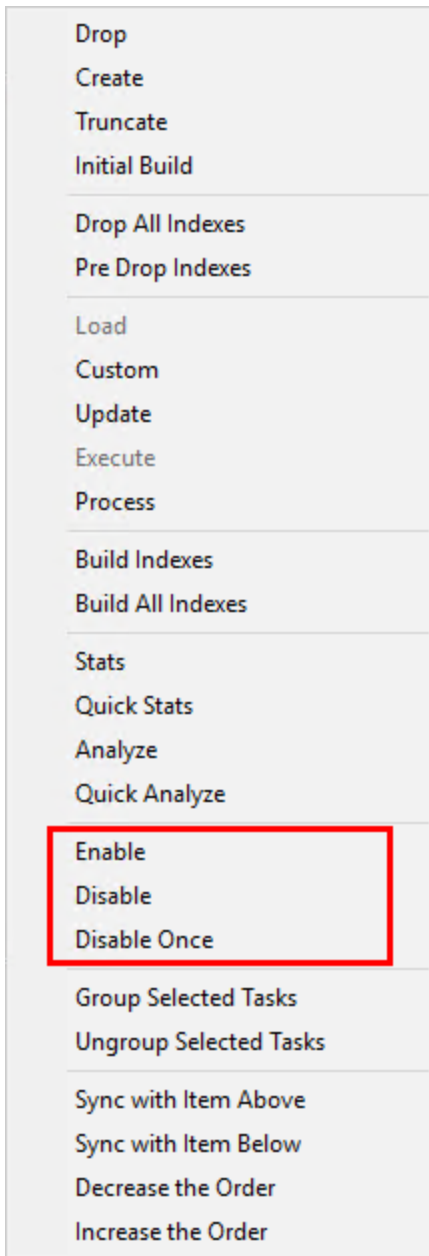 Drop
Create
Truncate
Initial Build
Drop All Indexes
Pre Drop Indexes
Load
Custom
Update
Execute
Process
Build Indexes
Build All Indexes
Stats
Quick Stats
Analyze
Quick Analyze
Enable
Disable
Disable Once
Group Selected Tasks
Ungroup Selected Tasks
Sync with Item Above
Sync with Item Below
Decrease the Order
Increase the Order